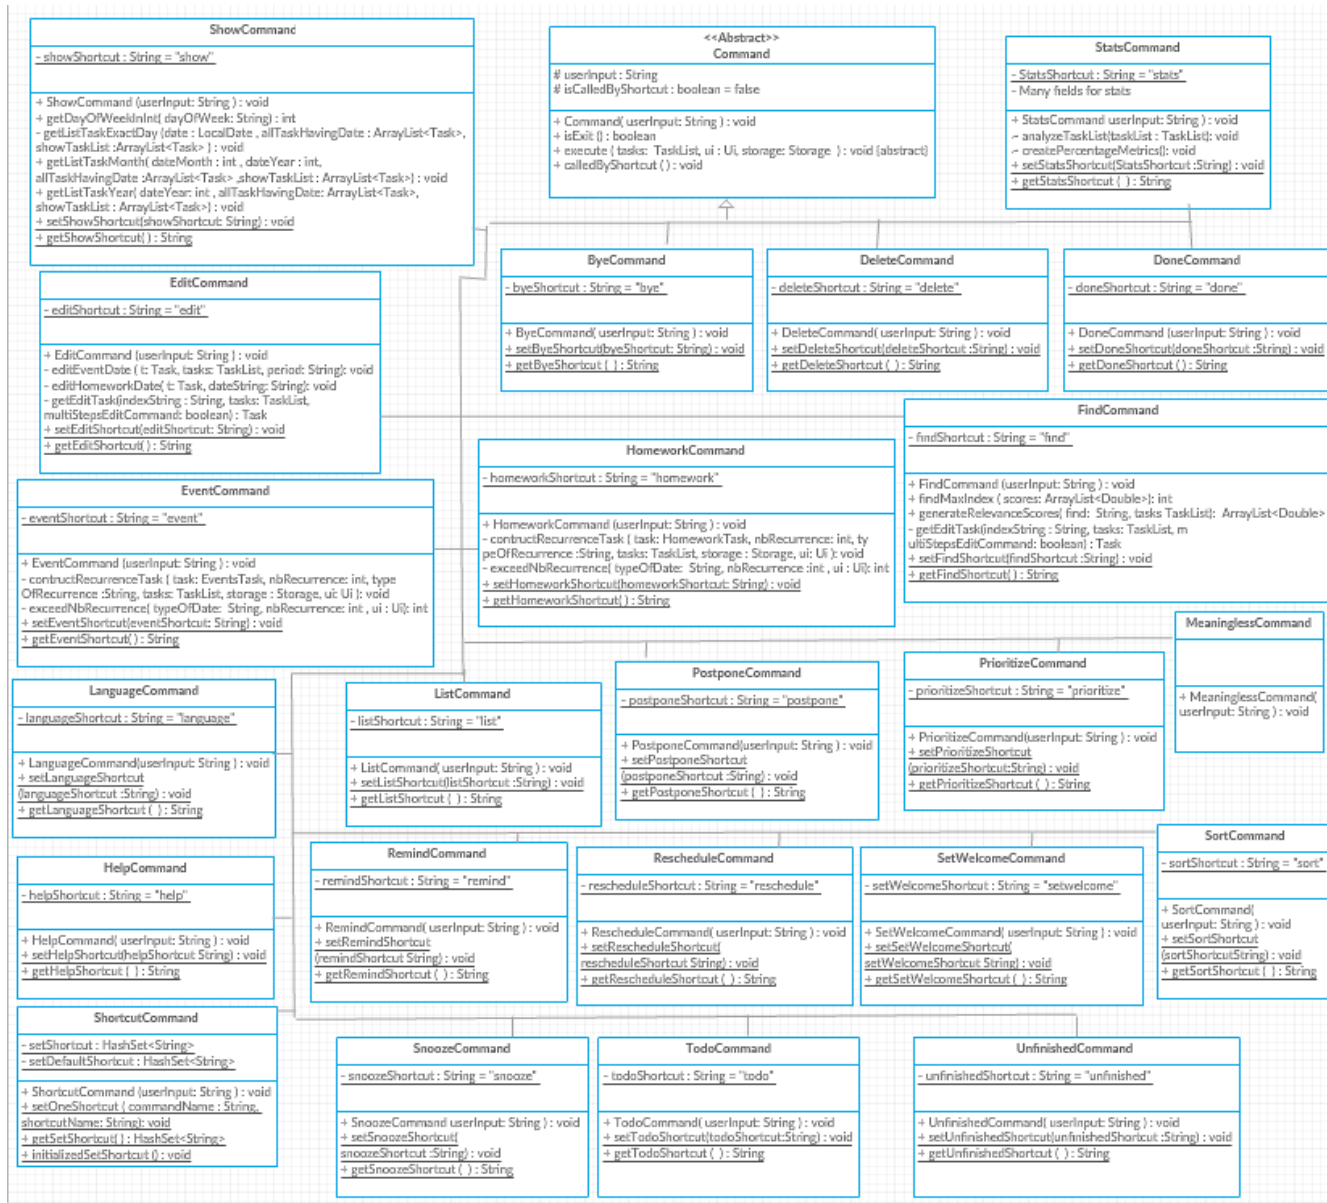 ShowCommand
- showShortcut : String = "show"
+ ShowCommand (userInput: String ) : void
+ getDayOfWeekInInt( dayOfWeek: String) : int
- getListTaskExactDay (date : LocalDate , allTaskHavingDate : ArrayList<Task>,
showTaskList :ArrayList<Task> ) : void
+ getListTaskMonth( dateMonth : int , dateYear : int,
allTaskHavingDate :ArrayList<Task> ,showTaskList : ArrayList<Task>) : void
+ getListTaskYear( dateYear: int , allTaskHavingDate: ArrayList<Task>,
showTaskList : ArrayList<Task>) : void
+ setShowShortcut(showShortcut: String) : void
+ getShowShortcut( ) : String
<<Abstract>>
Command
# userInput : String
# isCalledByShortcut : boolean = false
+ Command( userInput: String ) : void
+ isExit () : boolean
+ execute ( tasks: TaskList, ui : Ui, storage: Storage ) : void {abstract}
+ calledByShortcut ( ) : void
StatsCommand
- StatsShortcut : String = "stats"
- Many fields for stats
+ StatsCommand userInput: String ) : void
- analyzeTaskList(taskList : TaskList): void
- createPercentageMetrics(): void
+ setStatsShortcut(StatsShortcut :String) : void
+ getStatsShortcut ( ) : String
ByeCommand
- byeShortcut : String = "bye"
+ ByeCommand( userInput: String ) : void
+ setByeShortcut(byeShortcut: String) : void
+ getByeShortcut ( ) : String
DeleteCommand
- deleteShortcut : String = "delete"
+ DeleteCommand( userInput: String ) : void
+ setDeleteShortcut(deleteShortcut :String) : void
+ getDeleteShortcut ( ) : String
DoneCommand
- doneShortcut : String = "done"
+ DoneCommand (userInput: String ) : void
+ setDoneShortcut(doneShortcut :String) : void
+ getDoneShortcut ( ) : String
EditCommand
- editShortcut : String = "edit"
+ EditCommand (userInput: String ) : void
- editEventDate ( t: Task, tasks: TaskList, period: String): void
- editHomeworkDate( t: Task, dateString: String): void
- getEditTask(indexString : String, tasks: TaskList,
multiStepsEditCommand: boolean) : Task
+ setEditShortcut(editShortcut: String) : void
+ getEditShortcut( ) : String
FindCommand
- findShortcut : String = "find"
+ FindCommand (userInput: String ) : void
+ findMaxIndex ( scores: ArrayList<Double>): int
+ generateRelevanceScores( find: String, tasks TaskList): ArrayList<Double>
- getEditTask(indexString : String, tasks: TaskList, m
ultiStepsEditCommand: boolean) : Task
+ setFindShortcut(findShortcut: String) : void
+ getFindShortcut( ) : String
HomeworkCommand
- homeworkShortcut : String = "homework"
+ HomeworkCommand (userInput: String ) : void
- contructRecurrenceTask ( task: HomeworkTask, nbRecurrence: int, ty
peOfRecurrence :String, tasks: TaskList, storage : Storage, ui: Ui ): void
- exceedNbRecurrence( typeOfDate: String, nbRecurrence :int , ui : Ui): int
+ setHomeworkShortcut(homeworkShortcut: String) : void
+ getHomeworkShortcut( ) : String
EventCommand
- eventShortcut : String = "event"
+ EventCommand (userInput: String ) : void
- contructRecurrenceTask ( task: EventsTask, nbRecurrence: int, type
OfRecurrence :String, tasks: TaskList, storage : Storage, ui: Ui ): void
- exceedNbRecurrence( typeOfDate: String, nbRecurrence: int , ui : Ui): int
+ setEventShortcut(eventShortcut: String) : void
+ getEventShortcut( ) : String
MeaninglessCommand
+ MeaninglessCommand(
userInput: String ) : void
LanguageCommand
- languageShortcut : String = "language"
+ LanguageCommand(userInput: String ) : void
+ setLanguageShortcut
(languageShortcut :String) : void
+ getLanguageShortcut ( ) : String
ListCommand
- listShortcut : String = "list"
+ ListCommand( userInput: String ) : void
+ setListShortcut(listShortcut :String) : void
+ getListShortcut ( ) : String
PostponeCommand
- postponeShortcut : String = "postpone"
+ PostponeCommand(userInput: String ) : void
+ setPostponeShortcut
(postponeShortcut :String) : void
+ getPostponeShortcut ( ) : String
PrioritizeCommand
- prioritizeShortcut : String = "prioritize"
+ PrioritizeCommand(userInput: String ) : void
+ setPrioritizeShortcut
(prioritizeShortcut:String) : void
+ getPrioritizeShortcut ( ) : String
HelpCommand
- helpShortcut : String = "help"
+ HelpCommand( userInput: String ) : void
+ setHelpShortcut(helpShortcut String) : void
+ getHelpShortcut ( ) : String
RemindCommand
- remindShortcut : String = "remind"
+ RemindCommand( userInput: String ) : void
+ setRemindShortcut
(remindShortcut String) : void
+ getRemindShortcut ( ) : String
RescheduleCommand
- rescheduleShortcut : String = "reschedule"
+ RescheduleCommand( userInput: String ) : void
+ setRescheduleShortcut(
rescheduleShortcut String) : void
+ getRescheduleShortcut ( ) : String
SetWelcomeCommand
- setWelcomeShortcut : String = "setwelcome"
+ SetWelcomeCommand( userInput: String ) : void
+ setSetWelcomeShortcut(
setWelcomeShortcut String) : void
+ getSetWelcomeShortcut ( ) : String
SortCommand
- sortShortcut : String = "sort"
+ SortCommand(
userInput: String ) : void
+ setSortShortcut
(sortShortcutString) : void
+ getSortShortcut ( ) : String
ShortcutCommand
- setShortcut : HashSet<String>
- setDefaultShortcut : HashSet<String>
+ ShortcutCommand (userInput: String ) : void
+ setOneShortcut ( commandName : String,
shortcutName: String): void
+ getSetShortcut( ) : HashSet<String>
+ initializedSetShortcut () : void
SnoozeCommand
- snoozeShortcut : String = "snooze"
+ SnoozeCommand userInput: String ) : void
+ setSnoozeShortcut(
snoozeShortcut :String) : void
+ getSnoozeShortcut ( ) : String
TodoCommand
- todoShortcut : String = "todo"
+ TodoCommand( userInput: String ) : void
+ setTodoShortcut(todoShortcut:String) : void
+ getTodoShortcut ( ) : String
UnfinishedCommand
- unfinishedShortcut : String = "unfinished"
+ UnfinishedCommand( userInput: String ) : void
+ setUnfinishedShortcut(unfinishedShortcut :String) : void
+ getUnfinishedShortcut ( ) : String